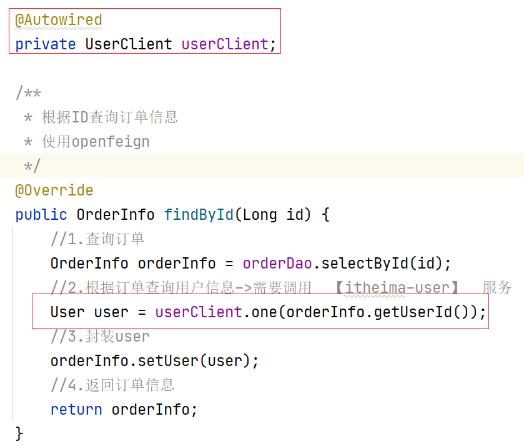 @Autowired
private UserClient userClient;
/**
* 根据ID查询订单信息
* 使用openfeign
*/
@Override
public OrderInfo findById(Long id) {
//1.查询订单
OrderInfo orderInfo = orderDao.selectById(id);
//2.根据订单查询用户信息->需要调用 【itheima-user】 服务
User user = userClient.one(orderInfo.getUserId());
//3.封装user
orderInfo.setUser(user);
//4.返回订单信息
return orderInfo;
}